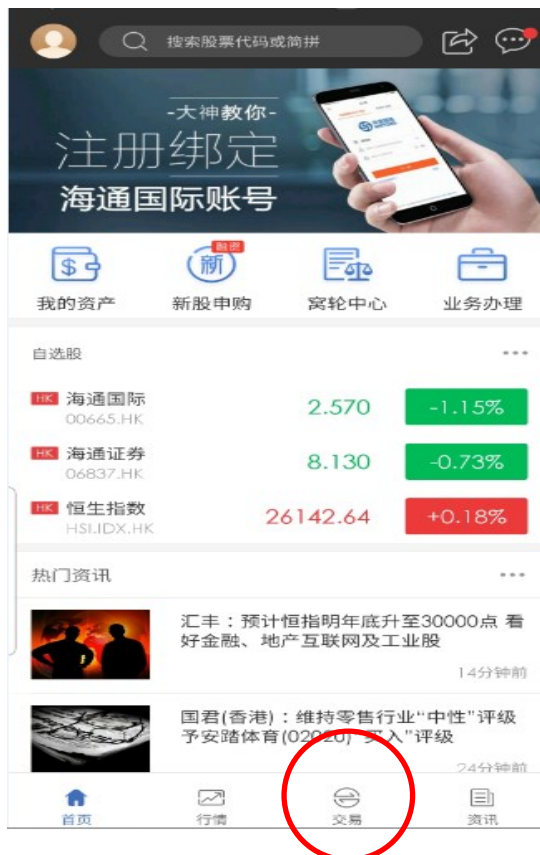 搜索股票代码或简拼
-大神教你-
注册绑定
海通国际账号
融资
新
我的资产
新股申购
窝轮中心
业务办理
自选股
HK 海通国际 2.570 -1.15%
00665.HK
HK 海通证券 8.130 -0.73%
06837.HK
HK 恒生指数 26142.64 +0.18%
HSI.IDX.HK
热门资讯
汇丰：预计恒指明年底升至30000点 看
好金融、地产互联网及工业股
14分钟前
国君(香港)：维持零售行业“中性”评级
予安踏体育(02020)“买入”评级
24分钟前
首页
行情
交易
资讯